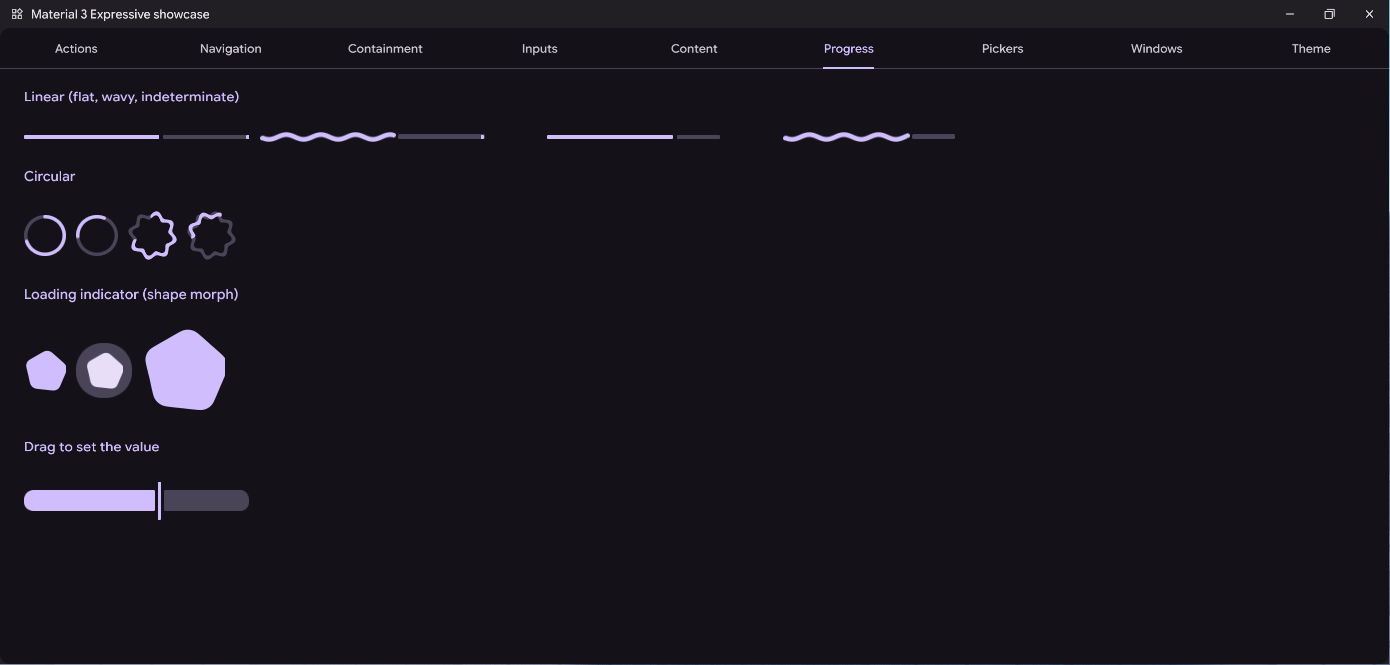 Material 3 Expressive showcase
Actions Navigation Containment Inputs Content Progress Pickers Windows Theme
Linear (flat, wavy, indeterminate)
Circular
Loading indicator (shape morph)
Drag to set the value